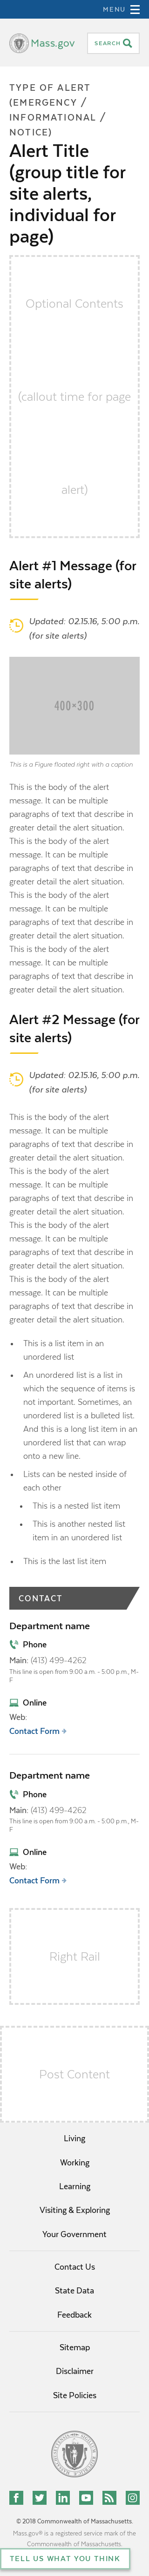 MENU
Mass.gov
SEARCH
TYPE OF ALERT
(EMERGENCY /
INFORMATIONAL /
NOTICE)
Alert Title
(group title for
site alerts,
individual for
page)
Optional Contents
(callout time for page
alert)
Alert #1 Message (for
site alerts)
Updated: 02.15.16, 5:00 p.m.
(for site alerts)
400×300
This is a Figure floated right with a caption
This is the body of the alert
message. It can be multiple
paragraphs of text that describe in
greater detail the alert situation.
This is the body of the alert
message. It can be multiple
paragraphs of text that describe in
greater detail the alert situation.
This is the body of the alert
message. It can be multiple
paragraphs of text that describe in
greater detail the alert situation.
This is the body of the alert
message. It can be multiple
paragraphs of text that describe in
greater detail the alert situation.
Alert #2 Message (for
site alerts)
Updated: 02.15.16, 5:00 p.m.
(for site alerts)
This is the body of the alert
message. It can be multiple
paragraphs of text that describe in
greater detail the alert situation.
This is the body of the alert
message. It can be multiple
paragraphs of text that describe in
greater detail the alert situation.
This is the body of the alert
message. It can be multiple
paragraphs of text that describe in
greater detail the alert situation.
This is the body of the alert
message. It can be multiple
paragraphs of text that describe in
greater detail the alert situation.
• This is a list item in an
unordered list
• An unordered list is a list in
which the sequence of items is
not important. Sometimes, an
unordered list is a bulleted list.
And this is a long list item in an
unordered list that can wrap
onto a new line.
• Lists can be nested inside of
each other
• This is a nested list item
• This is another nested list
item in an unordered list
• This is the last list item
CONTACT
Department name
Phone
Main: (413) 499-4262
This line is open from 9:00 a.m. - 5:00 p.m., M-
F
Online
Web:
Contact Form
Department name
Phone
Main: (413) 499-4262
This line is open from 9:00 a.m. - 5:00 p.m., M-
F
Online
Web:
Contact Form
Right Rail
Post Content
Living
Working
Learning
Visiting & Exploring
Your Government
Contact Us
State Data
Feedback
Sitemap
Disclaimer
Site Policies
© 2018 Commonwealth of Massachusetts.
Mass.gov® is a registered service mark of the
Commonwealth of Massachusetts.
TELL US WHAT YOU THINK